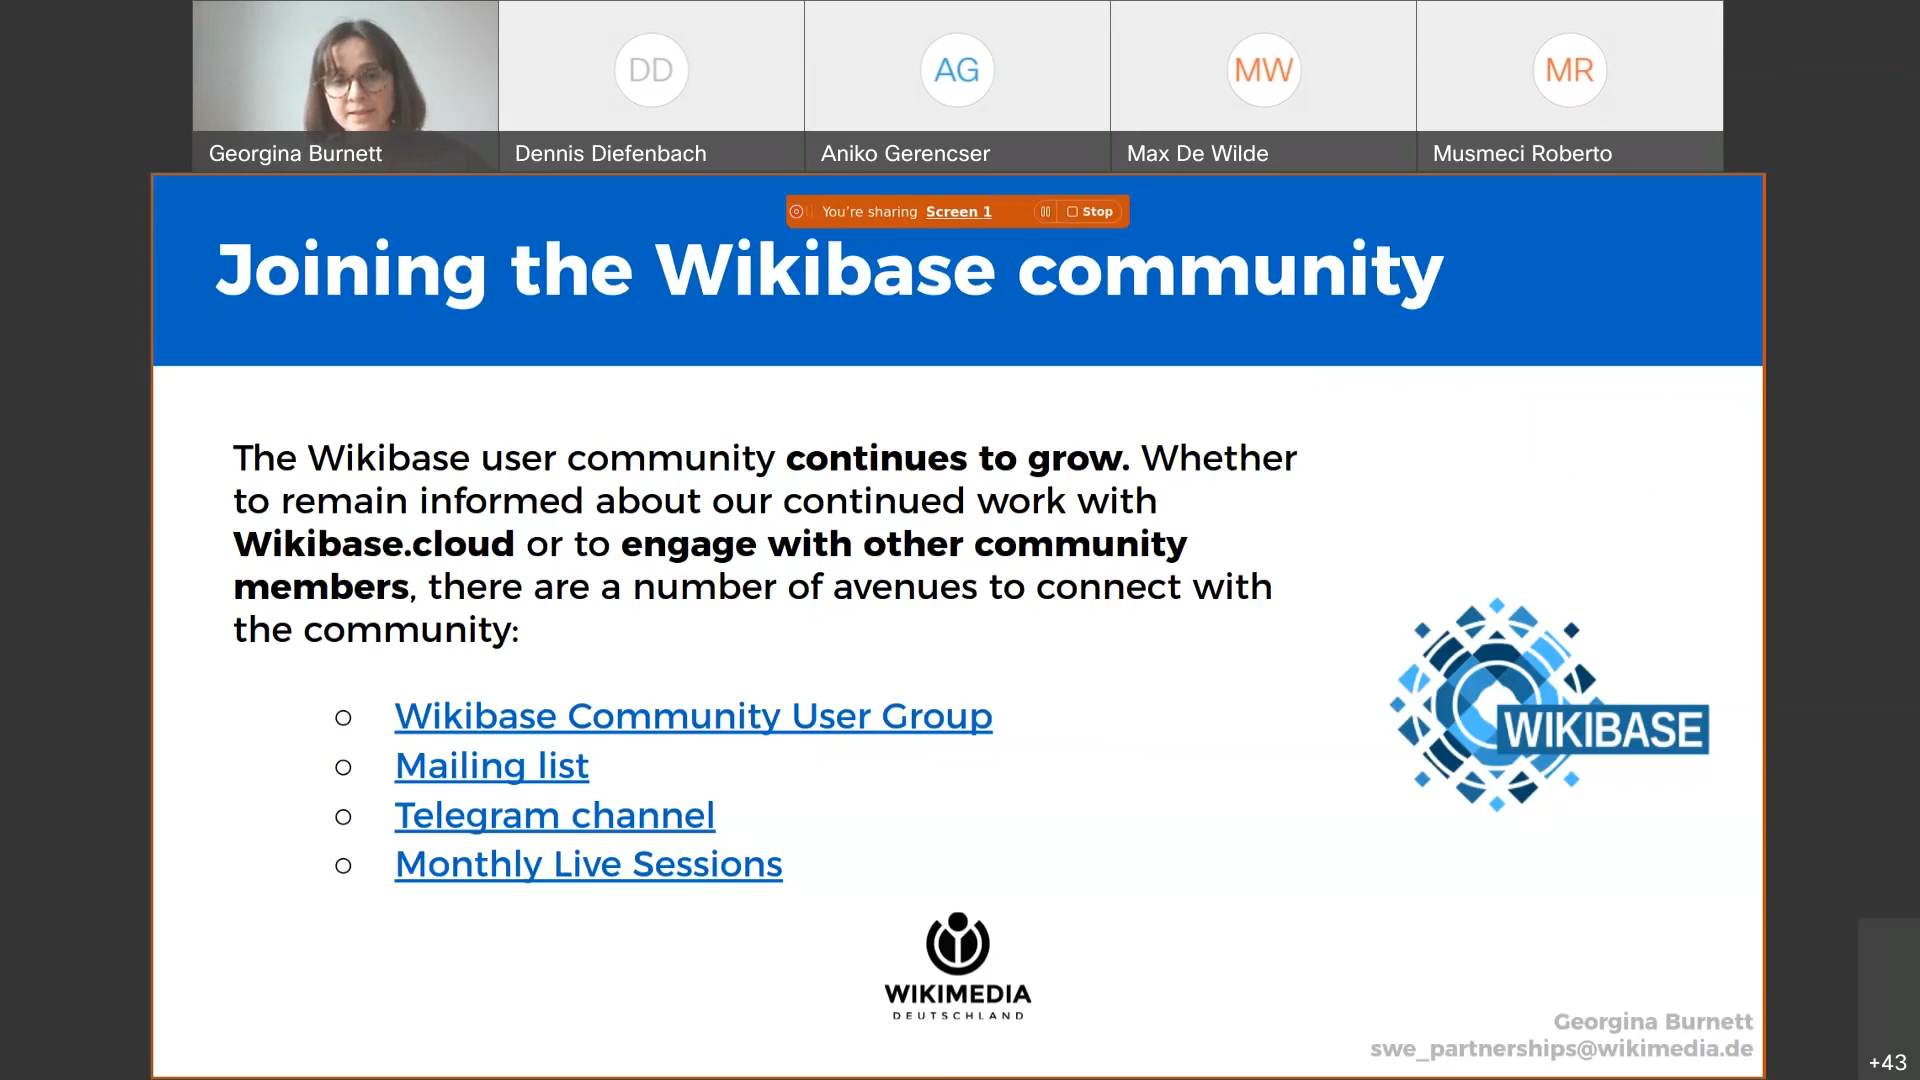 DD
AG
MW
MR
Georgina Burnett
Dennis Diefenbach
Aniko Gerencser
Max De Wilde
Musmeci Roberto
You're sharing Screen 1
Stop
Joining the Wikibase community
The Wikibase user community continues to grow. Whether
to remain informed about our continued work with
Wikibase.cloud or to engage with other community
members, there are a number of avenues to connect with
the community:
Wikibase Community User Group
Mailing list
Telegram channel
Monthly Live Sessions
WIKIBASE
WIKIMEDIA
DEUTSCHLAND
Georgina Burnett
swe_partnerships@wikimedia.de
+43